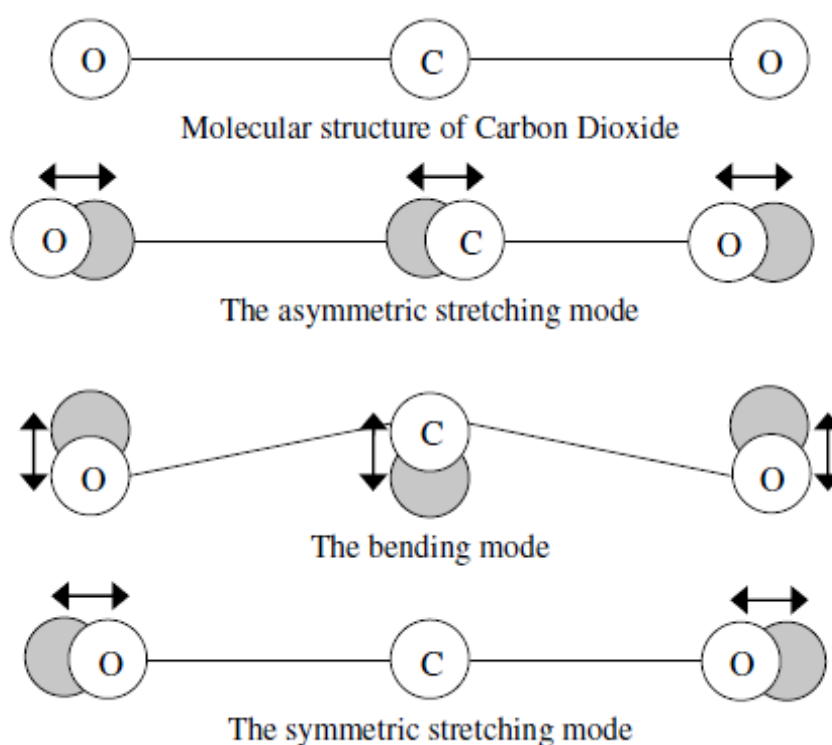 O C O
Molecular structure of Carbon Dioxide
O C O
The asymmetric stretching mode
O C O
The bending mode
O C O
The symmetric stretching mode